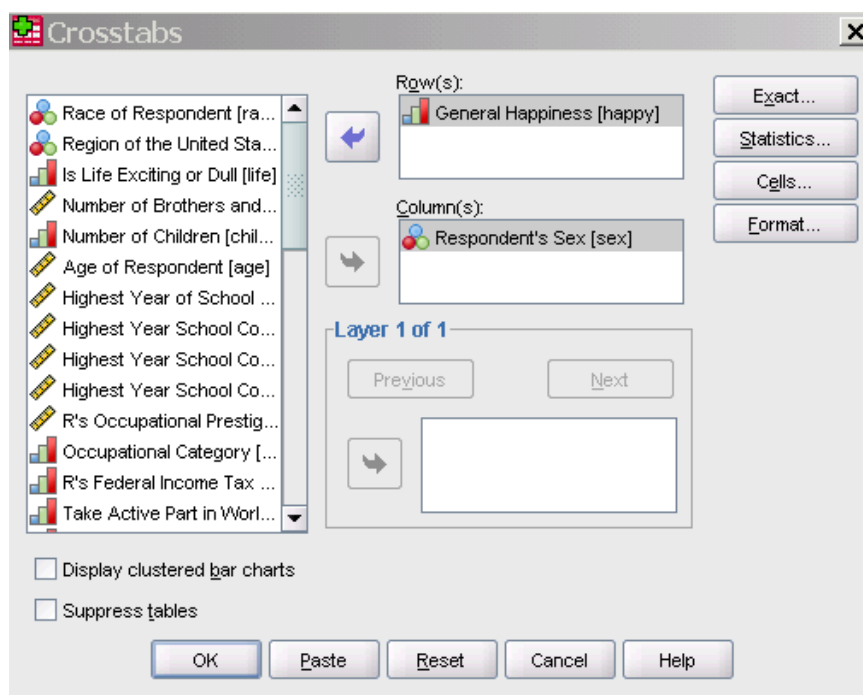 Crosstabs
Race of Respondent [ra...
Region of the United Sta...
Is Life Exciting or Dull [life]
Number of Brothers and...
Number of Children [chil...
Age of Respondent [age]
Highest Year of School ...
Highest Year School Co...
Highest Year School Co...
Highest Year School Co...
R's Occupational Prestig...
Occupational Category [...
R's Federal Income Tax ...
Take Active Part in Worl...
Row(s):
General Happiness [happy]
Column(s):
Respondent's Sex [sex]
Layer 1 of 1
Previous
Next
Exact...
Statistics...
Cells...
Format...
Display clustered bar charts
Suppress tables
OK
Paste
Reset
Cancel
Help